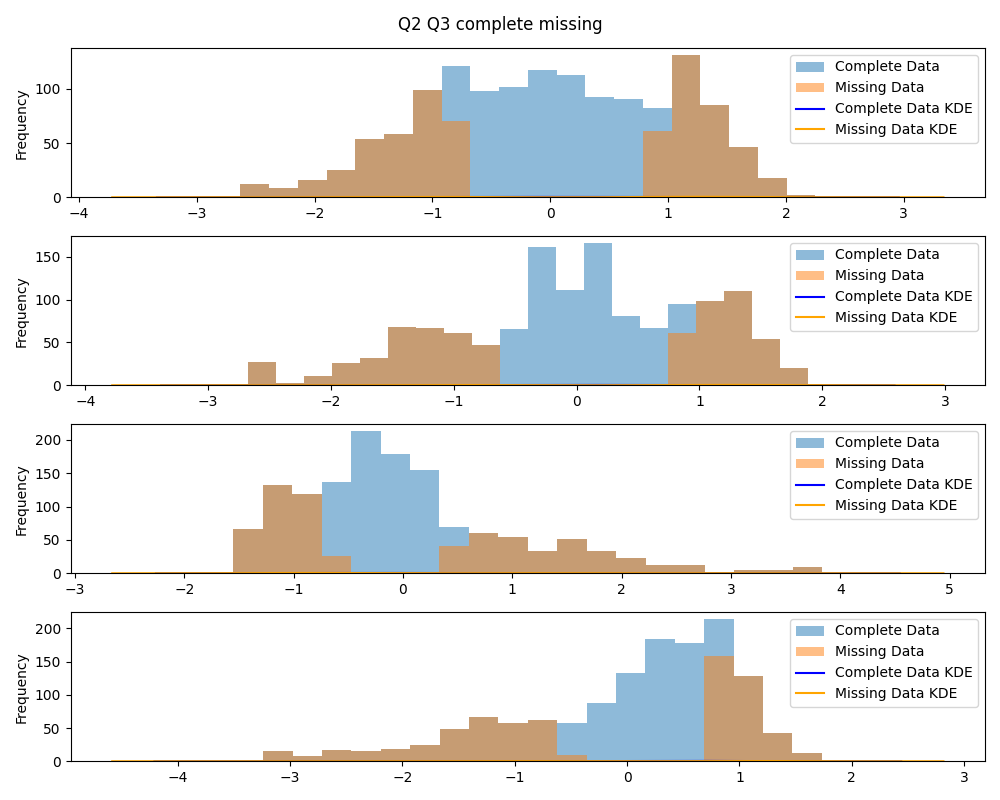 Q2 Q3 complete missing
Frequency
100
50
0
−4 −3 −2 −1 0 1 2 3
Complete Data
Missing Data
Complete Data KDE
Missing Data KDE
Frequency
150
100
50
0
−4 −3 −2 −1 0 1 2 3
Complete Data
Missing Data
Complete Data KDE
Missing Data KDE
Frequency
200
150
100
50
0
−3 −2 −1 0 1 2 3 4 5
Complete Data
Missing Data
Complete Data KDE
Missing Data KDE
Frequency
200
150
100
50
0
−4 −3 −2 −1 0 1 2 3
Complete Data
Missing Data
Complete Data KDE
Missing Data KDE